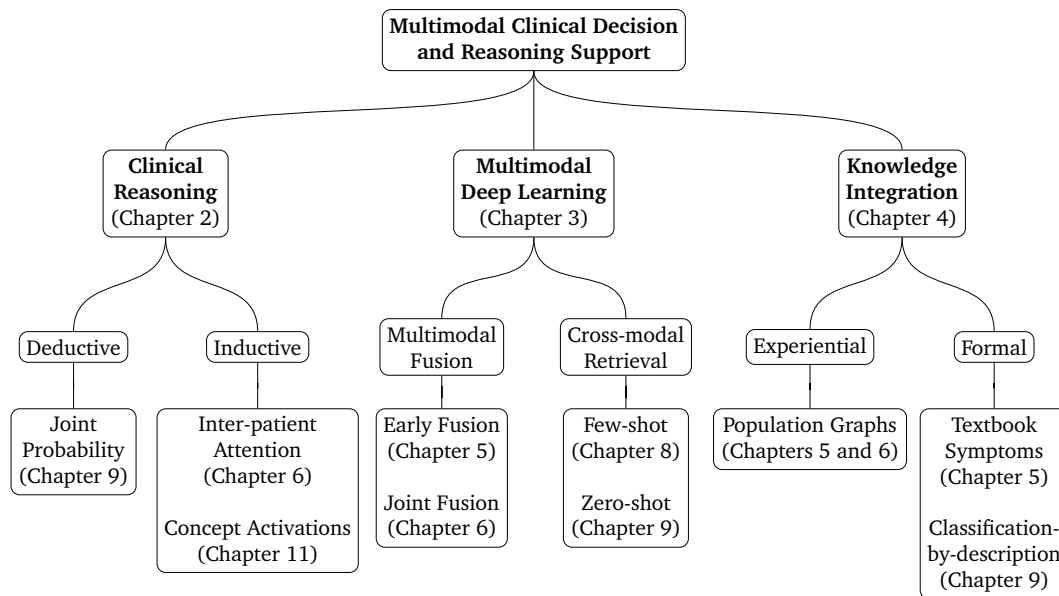 Multimodal Clinical Decision
and Reasoning Support
Clinical
Reasoning
(Chapter 2)
Multimodal
Deep Learning
(Chapter 3)
Knowledge
Integration
(Chapter 4)
Deductive
Inductive
Multimodal
Fusion
Cross-modal
Retrieval
Experiential
Formal
Joint
Probability
(Chapter 9)
Inter-patient
Attention
(Chapter 6)
Concept Activations
(Chapter 11)
Early Fusion
(Chapter 5)
Joint Fusion
(Chapter 6)
Few-shot
(Chapter 8)
Zero-shot
(Chapter 9)
Population Graphs
(Chapters 5 and 6)
Textbook
Symptoms
(Chapter 5)
Classification-
by-description
(Chapter 9)